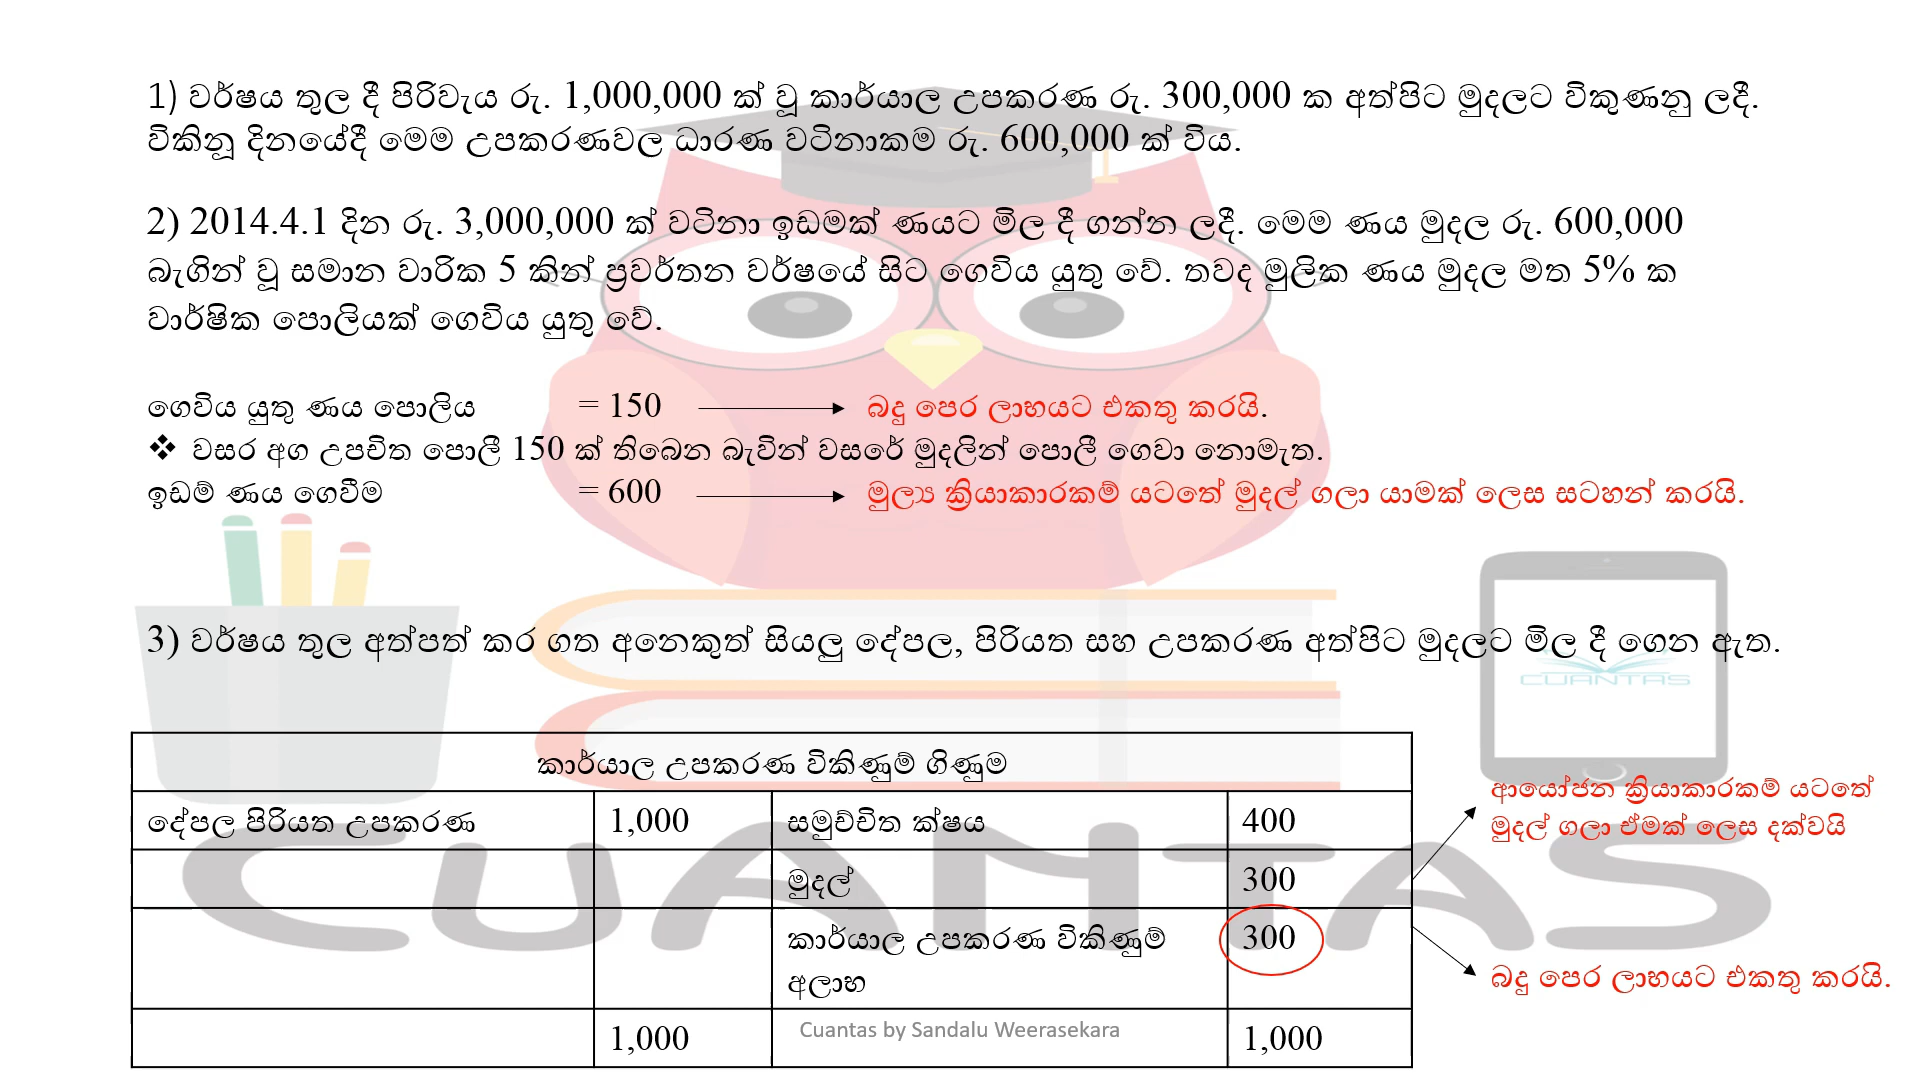 1) වර්ෂය තුල දී පිරිවැය රු. 1,000,000 ක් වූ කාර්යාල උපකරණ රු. 300,000 ක අත්පිට මුදලට විකුණනු ලදී.
විකිනූ දිනයේදී මෙම උපකරණවල ධාරණ වටිනාකම රු. 600,000 ක් විය.
2) 2014.4.1 දින රු. 3,000,000 ක් වටිනා ඉඩමක් ණයට මිල දී ගන්න ලදී. මෙම ණය මුදල රු. 600,000
බැගින් වූ සමාන වාරික 5 කින් ප්‍රවර්තන වර්ෂයේ සිට ගෙවිය යුතු වේ. තවද මුලික ණය මුදල මත 5% ක
වාර්ෂික පොලියක් ගෙවිය යුතු වේ.
ගෙවිය යුතු ණය පොලිය = 150 බදු පෙර ලාභයට එකතු කරයි.
❖ වසර අග උපචිත පොලී 150 ක් තිබෙන බැවින් වසරේ මුදලින් පොලී ගෙවා නොමැත.
ඉඩම් ණය ගෙවීම = 600 මුල්‍ය ක්‍රියාකාරකම් යටතේ මුදල් ගලා යාමක් ලෙස සටහන් කරයි.
3) වර්ෂය තුල අත්පත් කර ගත අනෙකුත් සියලු දේපල, පිරියත සහ උපකරණ අත්පිට මුදලට මිල දී ගෙන ඇත.
CUANTAS
කාර්යාල උපකරණ විකිණුම් ගිණුම
දේපල පිරියත උපකරණ 1,000 සමුච්චිත ක්ෂය 400
මුදල් 300
කාර්යාල උපකරණ විකිණුම් 300
අලාභ
1,000 1,000
ආයෝජන ක්‍රියාකාරකම් යටතේ
මුදල් ගලා ඒමක් ලෙස දක්වයි
බදු පෙර ලාභයට එකතු කරයි.
CUANTAS
Cuantas by Sandalu Weerasekara